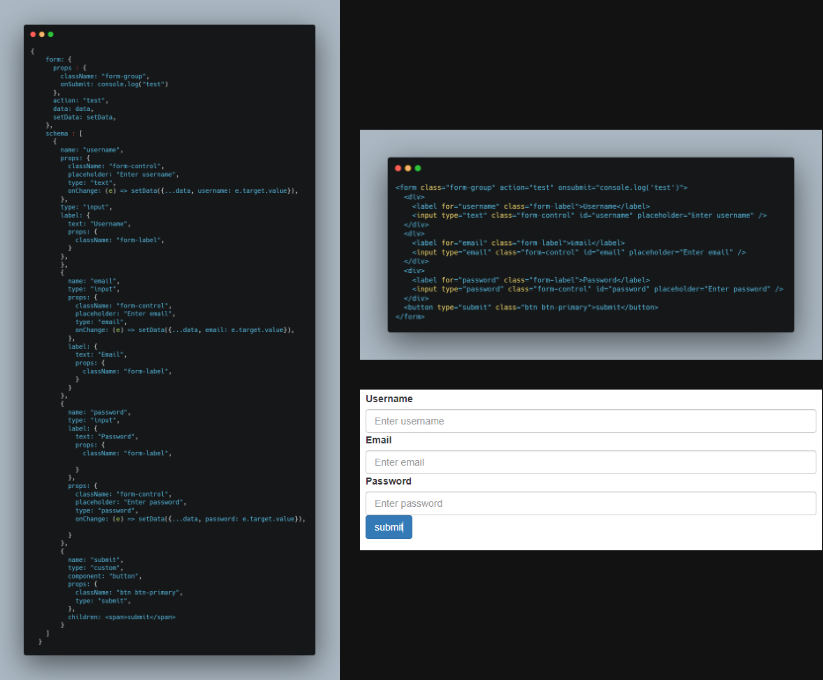 {
form: {
props : {
className: "form-group",
onSubmit: console.log("test")
},
action: "test",
data: data,
setData: setData,
},
schema : [
{
name: "username",
props: {
className: "form-control",
placeholder: "Enter username",
type: "text",
onChange: (e) => setData({...data, username: e.target.value}),
},
type: "input",
label: {
text: "Username",
props: {
className: "form-label",
}
},
},
{
name: "email",
type: "input",
props: {
className: "form-control",
placeholder: "Enter email",
type: "email",
onChange: (e) => setData({...data, email: e.target.value}),
},
label: {
text: "Email",
props: {
className: "form-label",
}
}
},
{
name: "password",
type: "input",
label: {
text: "Password",
props: {
className: "form-label",
}
},
props: {
className: "form-control",
placeholder: "Enter password",
type: "password",
onChange: (e) => setData({...data, password: e.target.value}),
}
},
{
name: "submit",
type: "custom",
component: "button",
props: {
className: "btn btn-primary",
type: "submit",
},
children: <span>submit</span>
}
]
}
<form class="form-group" action="test" onsubmit="console.log('test')">
<div>
<label for="username" class="form-label">Username</label>
<input type="text" class="form-control" id="username" placeholder="Enter username" />
</div>
<div>
<label for="email" class="form label">Email</label>
<input type="email" class="form-control" id="email" placeholder="Enter email" />
</div>
<div>
<label for="password" class="form-label">Password</label>
<input type="password" class="form-control" id="password" placeholder="Enter password" />
</div>
<button type="submit" class="btn btn-primary">submit</button>
</form>
Username
Enter username
Email
Enter email
Password
Enter password
submit